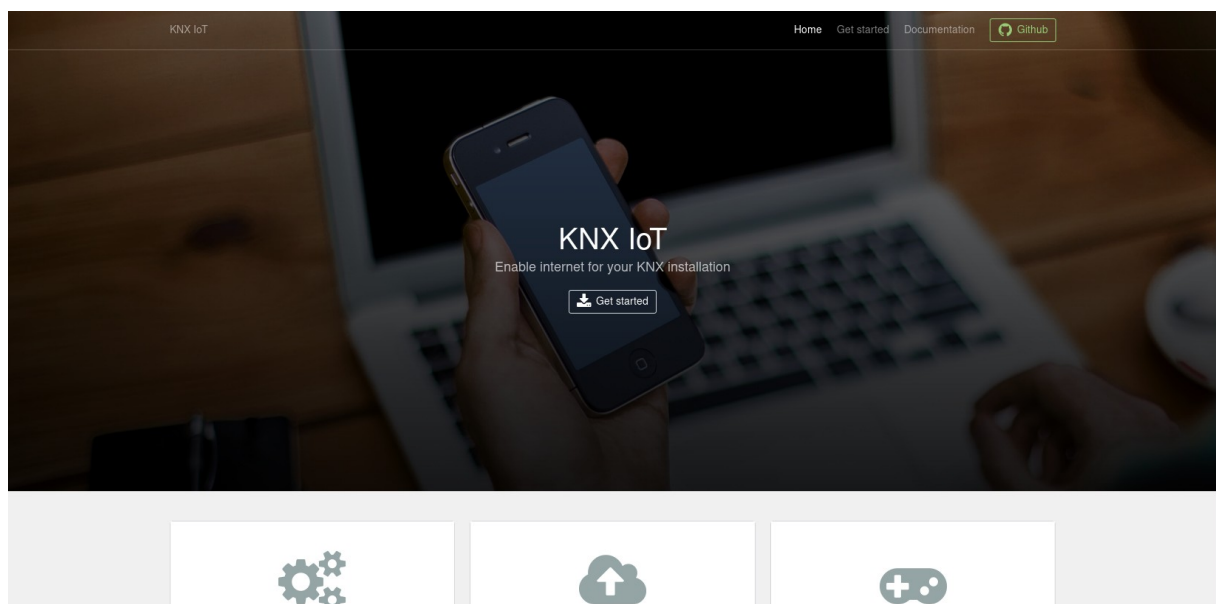 KNX IoT
Home Get started Documentation Github
KNX IoT
Enable internet for your KNX installation
Get started